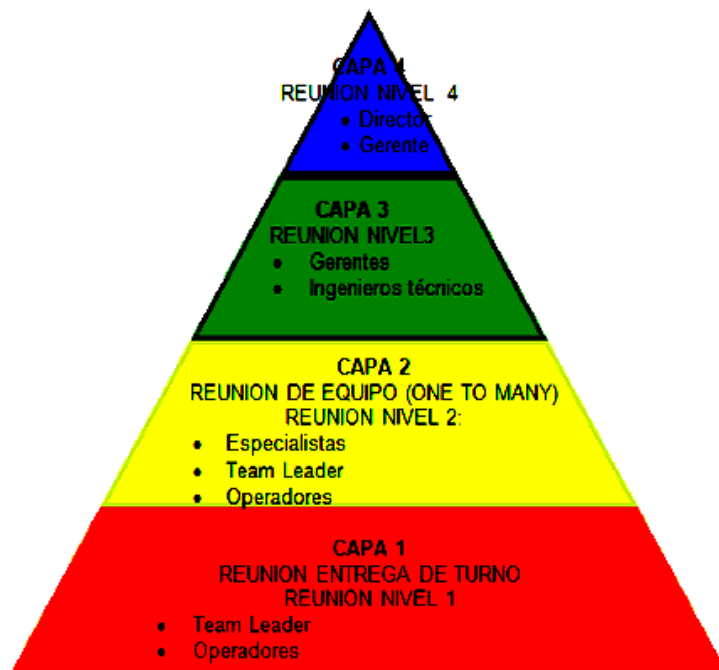 CAPA 4
REUNION NIVEL 4
• Director
• Gerente
CAPA 3
REUNION NIVEL3
• Gerentes
• Ingenieros técnicos
CAPA 2
REUNION DE EQUIPO (ONE TO MANY)
REUNION NIVEL 2:
• Especialistas
• Team Leader
• Operadores
CAPA 1
REUNION ENTREGA DE TURNO
REUNION NIVEL 1
• Team Leader
• Operadores